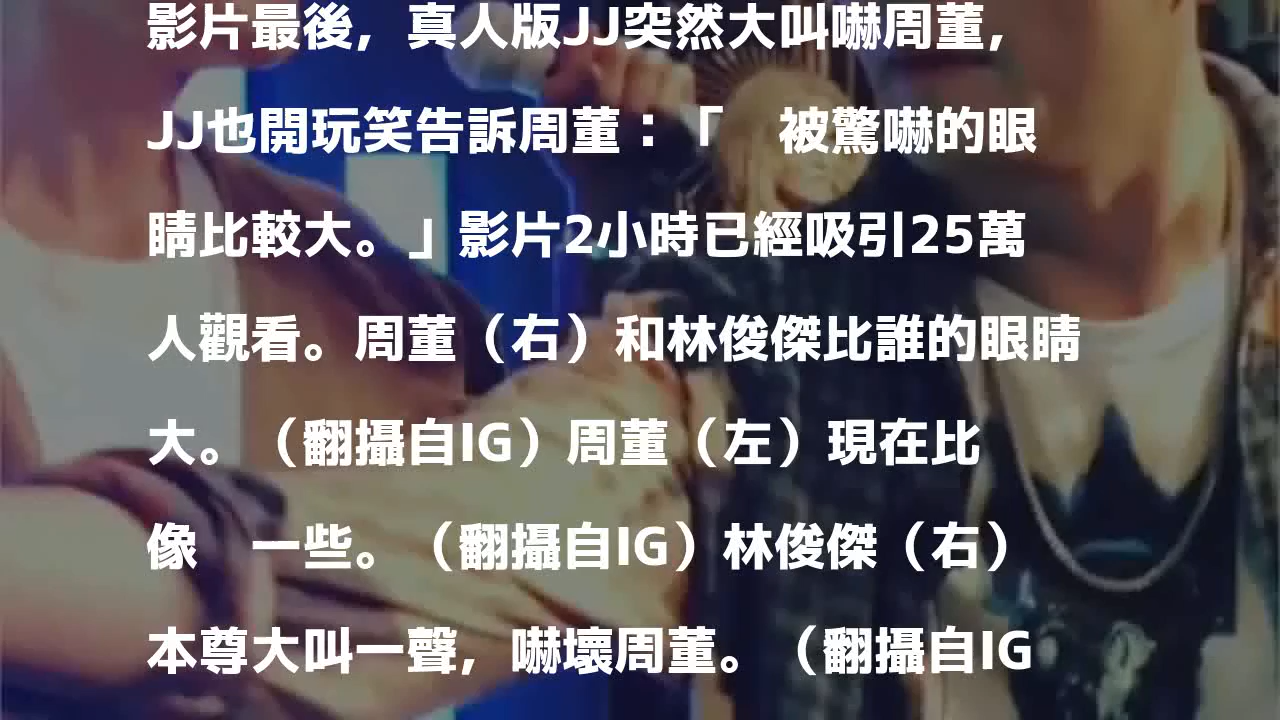 影片最後，真人版JJ突然大叫嚇周董，
JJ也開玩笑告訴周董：「　被驚嚇的眼
睛比較大。」影片2小時已經吸引25萬
人觀看。周董（右）和林俊傑比誰的眼睛
大。（翻攝自IG）周董（左）現在比
像　一些。（翻攝自IG）林俊傑（右）
本尊大叫一聲，嚇壞周董。（翻攝自IG